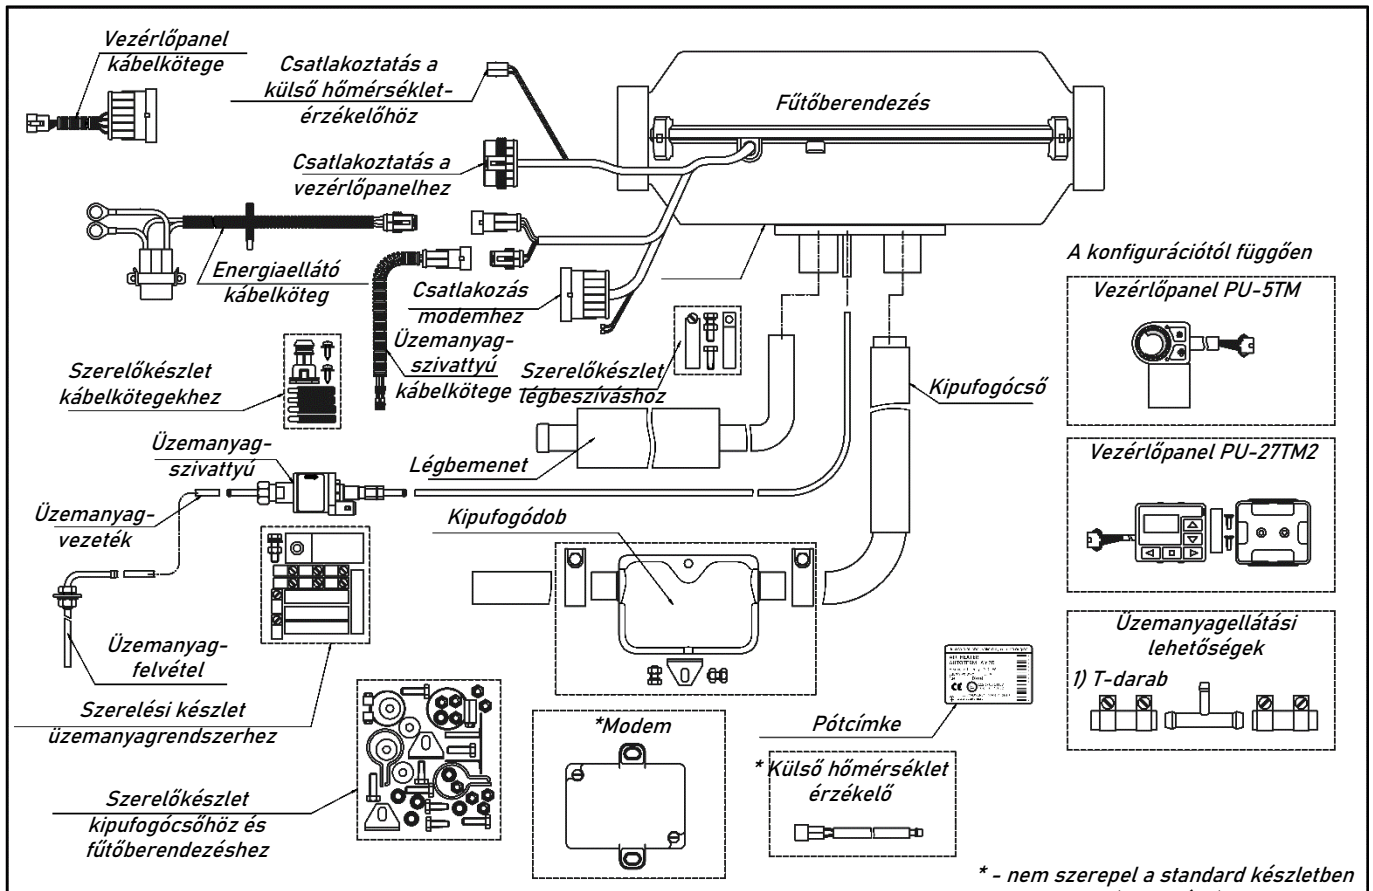 Vezérlőpanel
kábelkötege
Csatlakoztatás a
külső hőmérséklet-
érzékelőhöz
Fűtőberendezés
Csatlakoztatás a
vezérlőpanelhez
Energiaellátó
kábelköteg
Csatlakozás
modemhez
Üzemanyag-
szivattyú
kábelkötege
Szerelőkészlet
kábelkötegekhez
Szerelőkészlet
légbeszíváshoz
Kipufogócső
A konfigurációtól függően
Vezérlőpanel PU-5TM
Vezérlőpanel PU-27TM2
Üzemanyag-
szivattyú
Légbemenet
Üzemanyag-
vezeték
Kipufogódob
Üzemanyag-
felvétel
Szerelési készlet
üzemanyagrendszerhez
Üzemanyagellátási
lehetőségek
1) T-darab
*Modem
Pótcímke
AIR HEATER
CE
* Külső hőmérséklet
érzékelő
Szerelőkészlet
kipufogócsőhöz és
fűtőberendezéshez
* - nem szerepel a standard készletben